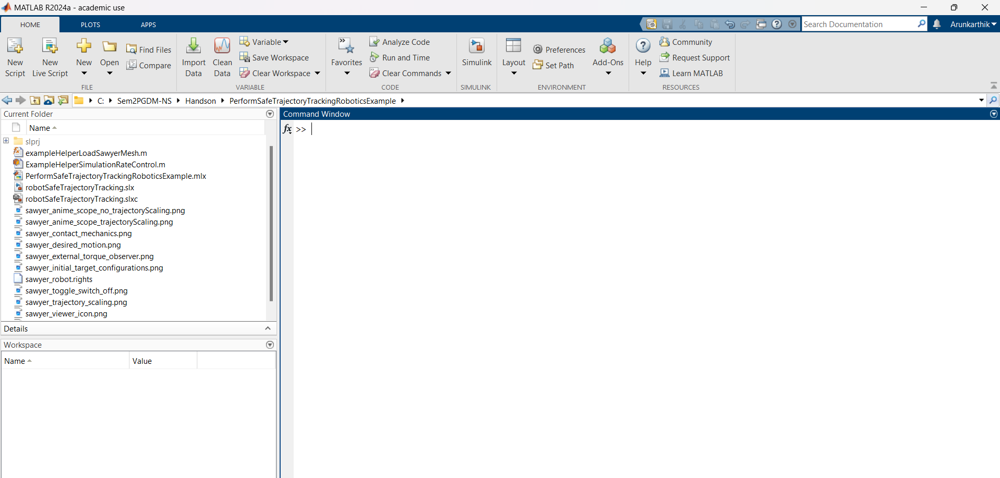 MATLAB R2024a - academic use
HOME PLOTS APPS
Search Documentation
Arunkarthik
New Script
New Live Script
New
Open
Find Files
Compare
FILE
Import Data
Clean Data
Variable
Save Workspace
Clear Workspace
VARIABLE
Favorites
Analyze Code
Run and Time
Clear Commands
CODE
Simulink
SIMULINK
Layout
Preferences
Set Path
Add-Ons
ENVIRONMENT
Help
Community
Request Support
Learn MATLAB
RESOURCES
C: Sem2PGDM-NS Handson PerformSafeTrajectoryTrackingRoboticsExample
Current Folder
Name
slprj
exampleHelperLoadSawyerMesh.m
ExampleHelperSimulationRateControl.m
PerformSafeTrajectoryTrackingRoboticsExample.mlx
robotSafeTrajectoryTracking.slx
robotSafeTrajectoryTracking.slxc
sawyer_anime_scope_no_trajectoryScaling.png
sawyer_anime_scope_trajectoryScaling.png
sawyer_contact_mechanics.png
sawyer_desired_motion.png
sawyer_external_torque_observer.png
sawyer_initial_target_configurations.png
sawyer_robot.rights
sawyer_toggle_switch_off.png
sawyer_trajectory_scaling.png
sawyer_viewer_icon.png
Details
Workspace
Name Value
Command Window
fx >>